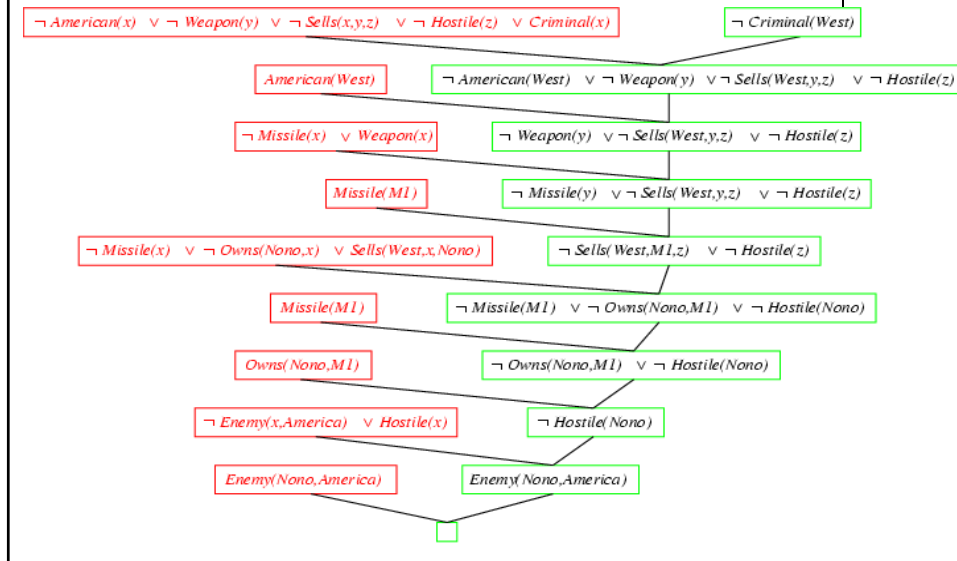 ¬ American(x) ∨ ¬ Weapon(y) ∨ ¬ Sells(x,y,z) ∨ ¬ Hostile(z) ∨ Criminal(x) ¬ Criminal(West)
American(West) ¬ American(West) ∨ ¬ Weapon(y) ∨ ¬ Sells(West,y,z) ∨ ¬ Hostile(z)
¬ Missile(x) ∨ Weapon(x) ¬ Weapon(y) ∨ ¬ Sells(West,y,z) ∨ ¬ Hostile(z)
Missile(M1) ¬ Missile(y) ∨ ¬ Sells(West,y,z) ∨ ¬ Hostile(z)
¬ Missile(x) ∨ ¬ Owns(Nono,x) ∨ Sells(West,x,Nono) ¬ Sells(West,M1,z) ∨ ¬ Hostile(z)
Missile(M1) ¬ Missile(M1) ∨ ¬ Owns(Nono,M1) ∨ ¬ Hostile(Nono)
Owns(Nono,M1) ¬ Owns(Nono,M1) ∨ ¬ Hostile(Nono)
¬ Enemy(x,America) ∨ Hostile(x) ¬ Hostile(Nono)
Enemy(Nono,America) Enemy(Nono,America)